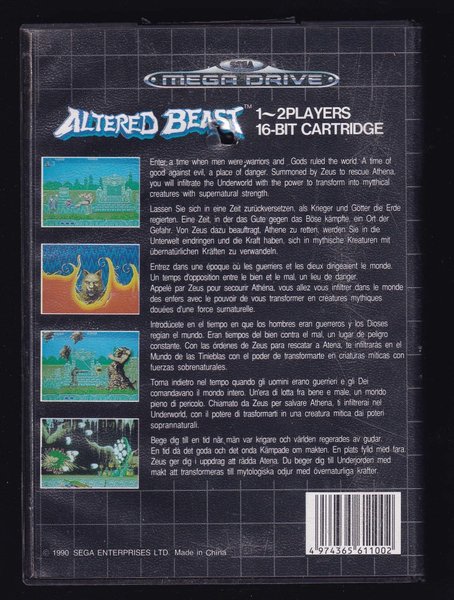 SEGA
MEGA DRIVE
ALTERED BEAST™
1~2PLAYERS
16-BIT CARTRIDGE
Enter a time when men were warriors and Gods ruled the world. A time of
good against evil, a place of danger. Summoned by Zeus to rescue Athena,
you will infiltrate the Underworld with the power to transform into mythical
creatures with supernatural strength.
Lassen Sie sich in eine Zeit zurückversetzen, als Krieger und Götter die Erde
regierten. Eine Zeit, in der das Gute gegen das Böse kämpfte, ein Ort der
Gefahr. Von Zeus dazu beauftragt, Athene zu retten, werden Sie in die
Unterwelt eindringen und die Kraft haben, sich in mythische Kreaturen mit
übernatürlichen Kräften zu verwandeln.
Entrez dans une époque où les guerriers et les dieux dirigeaient le monde.
Un temps d'opposition entre le bien et le mal, un lieu de danger.
Appelé par Zeus pour secourir Athéna, vous allez vous infiltrer dans le monde
des enfers avec le pouvoir de vous transformer en créatures mythiques
douées d'une force surnaturelle.
Introdúcete en el tiempo en que los hombres eran guerreros y los Dioses
regían el mundo. Eran tiempos del bien contra el mal, un lugar de peligro
constante. Con las órdenes de Zeus para rescatar a Atena, te infiltrarás en el
Mundo de las Tinieblas con el poder de transformarte en criaturas míticas con
fuerzas sobrenaturales.
Torna indietro nel tempo quando gli uomini erano guerrieri e gli Dei
comandavano il mondo intero. Un'era di lotta fra bene e male, un mondo
pieno di pericolo. Chiamato da Zeus per salvare Athena, ti infiltrerai nel
Underworld, con il potere di trasformarti in una creatura mitica dai poteri
soprannaturali.
Bege dig till en tid når män var krigare och världen regerades av gudar.
En tid då det goda och det onda Kämpade om makten. En plats fylld med fara.
Zeus ger dig i uppdrag att rädda Atena. Du beger dig till Underjorden med
makt att transformeras till mytologiska odjur med övernaturliga kräfter.
© 1990 SEGA ENTERPRISES LTD. Made in China
4 974365 611002